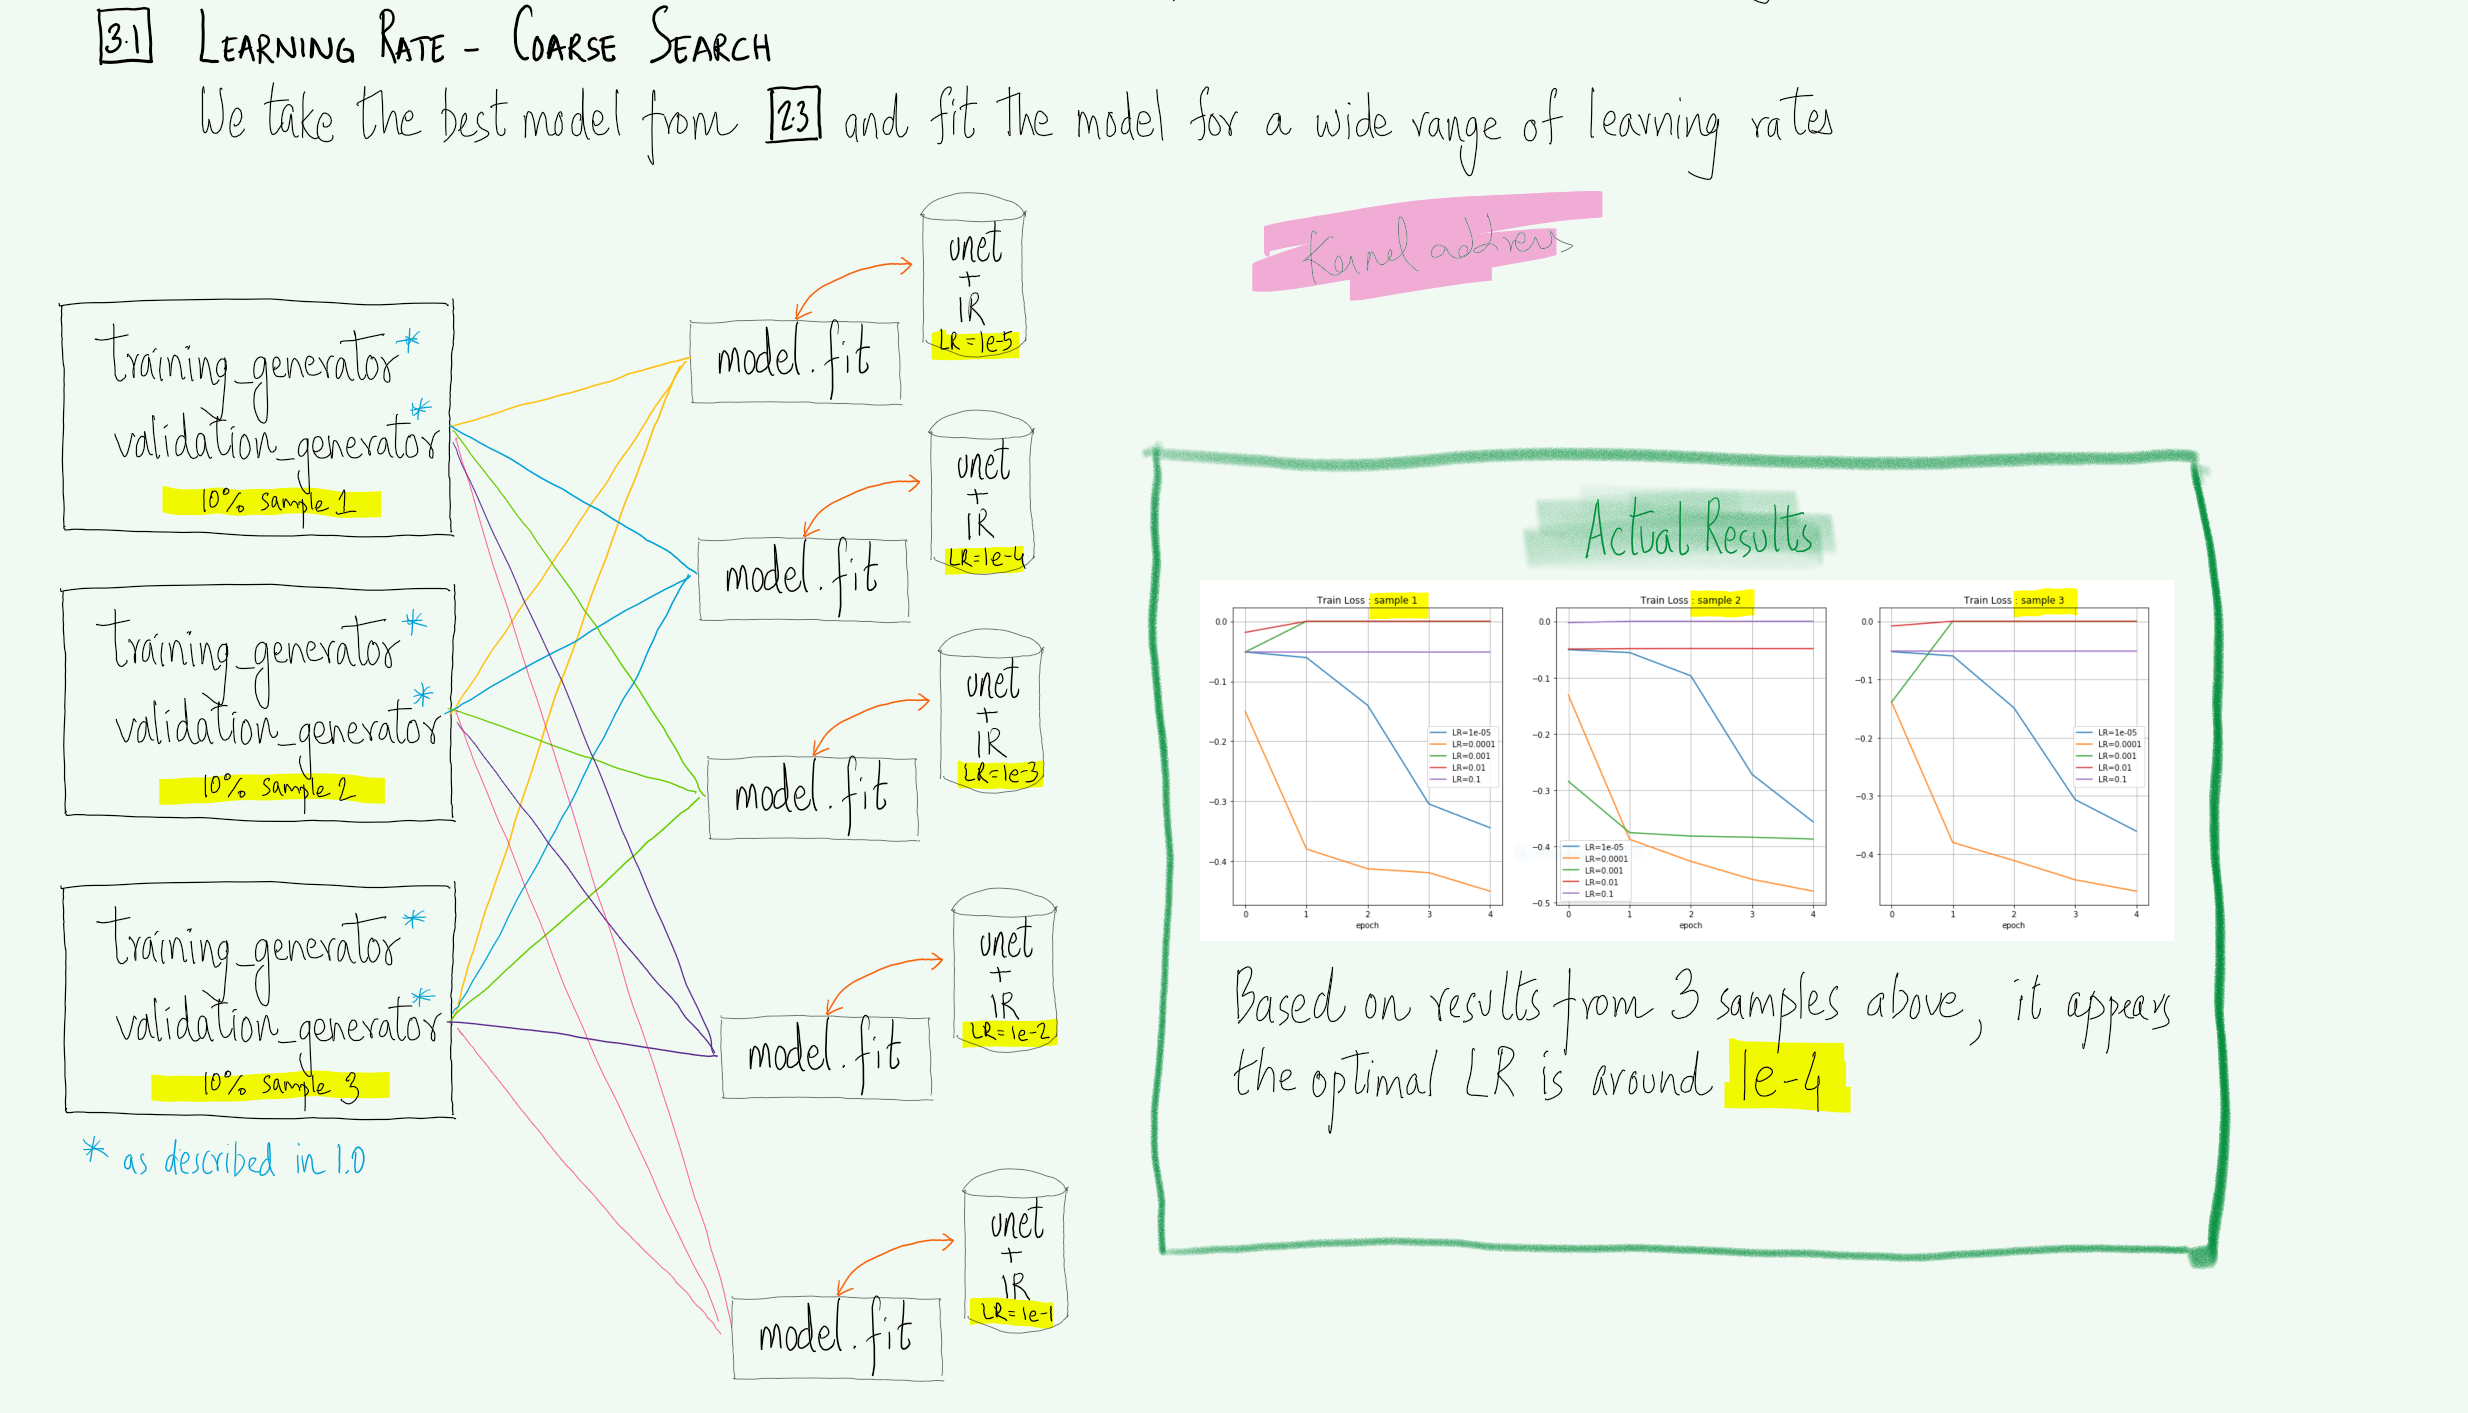 3.1 LEARNING RATE - COARSE SEARCH
We take the best model from 2.3 and fit the model for a wide range of learning rates
Kernel address
training_generator*
validation_generator*
10% sample 1
training_generator*
validation_generator*
10% sample 2
training_generator*
validation_generator*
10% sample 3
* as described in 1.0
model.fit
unet
+
IR
LR=1e-5
model.fit
unet
+
IR
LR=1e-4
model.fit
unet
+
IR
LR=1e-3
model.fit
unet
+
IR
LR=1e-2
model.fit
unet
+
IR
LR=1e-1
Actual Results
Train Loss : sample 1
0.0
−0.1
−0.2
−0.3
−0.4
LR=1e-05
LR=0.0001
LR=0.001
LR=0.01
LR=0.1
0 1 2 3 4
epoch
Train Loss : sample 2
0.0
−0.1
−0.2
−0.3
−0.4
−0.5
LR=1e-05
LR=0.0001
LR=0.001
LR=0.01
LR=0.1
0 1 2 3 4
epoch
Train Loss : sample 3
0.0
−0.1
−0.2
−0.3
−0.4
LR=1e-05
LR=0.0001
LR=0.001
LR=0.01
LR=0.1
0 1 2 3 4
epoch
Based on results from 3 samples above, it appears
the optimal LR is around 1e-4